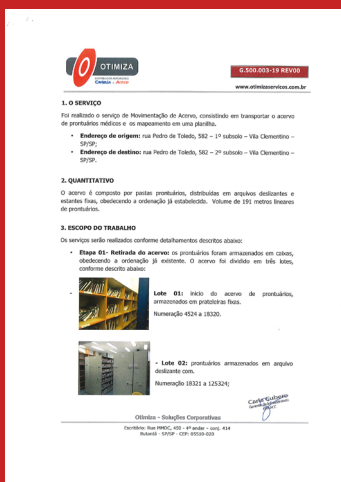 OTIMIZA
G.500.003-19 REV00
www.otimizaservicos.com.br
1. O SERVIÇO
Foi realizado o serviço de Movimentação de Acervo, consistindo em transportar o acervo
de prontuários médicos e os mapeamento em uma planilha.
• Endereço de origem: rua Pedro de Toledo, 582 – 1º subsolo – Vila Clementino –
SP/SP;
• Endereço de destino: rua Pedro de Toledo, 582 – 2º subsolo – Vila Clementino –
SP/SP.
2. QUANTITATIVO
O acervo é composto por pastas prontuários, distribuídas em arquivos deslizantes e
estantes fixas, obedecendo a ordenação já estabelecido. Volume de 191 metros lineares
de prontuários.
3. ESCOPO DO TRABALHO
Os serviços serão realizados conforme detalhamentos descritos abaixo:
• Etapa 01- Retirada do acervo: os prontuários foram armazenados em caixas,
obedecendo a ordenação já existente. O acervo foi dividido em três lotes,
conforme descrito abaixo:
- Lote 01: inicio do acervo de prontuários,
armazenados em prateleiras fixas.
Numeração 4524 a 18320.
- Lote 02: prontuários armazenados em arquivo
deslizante com.
Numeração 18321 a 125324;
Otimiza – Soluções Corporativas
Escritório: Rua MMDC, 450 - 4º andar – conj. 414
Butantã - SP/SP - CEP: 05510-020